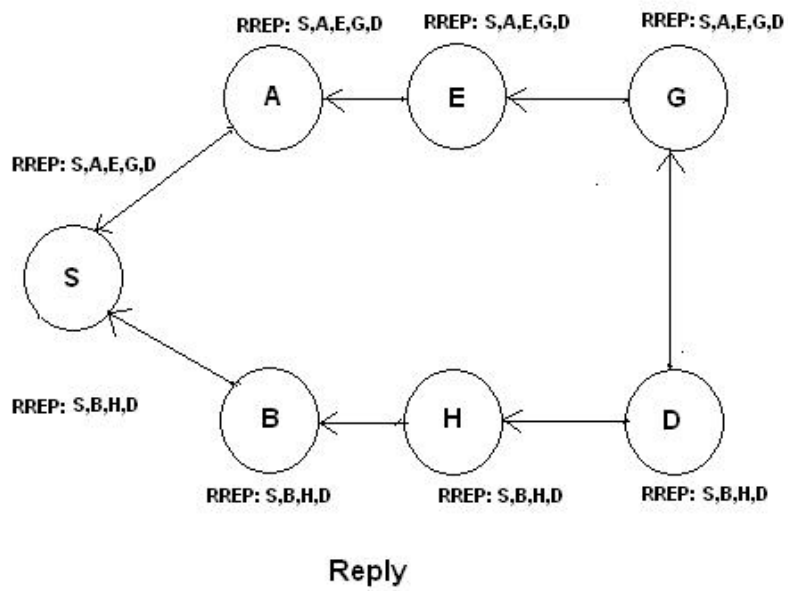 RREP: S,A,E,G,D
RREP: S,A,E,G,D
RREP: S,A,E,G,D
A
E
G
RREP: S,A,E,G,D
S
RREP: S,B,H,D
B
H
D
RREP: S,B,H,D
RREP: S,B,H,D
RREP: S,B,H,D
Reply